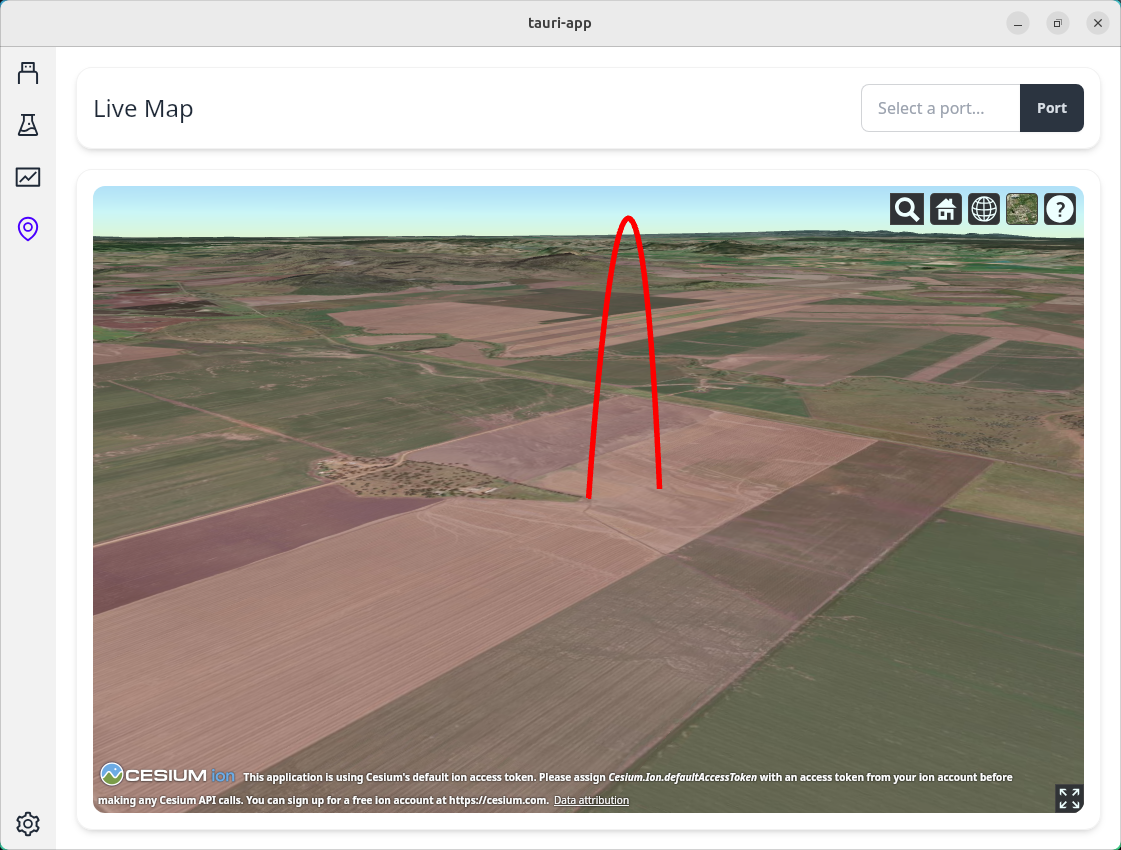 tauri-app
Live Map
Select a port...
Port
?
CESIUM ion This application is using Cesium's default ion access token. Please assign Cesium.Ion.defaultAccessToken with an access token from your ion account before
making any Cesium API calls. You can sign up for a free ion account at https://cesium.com. Data attribution